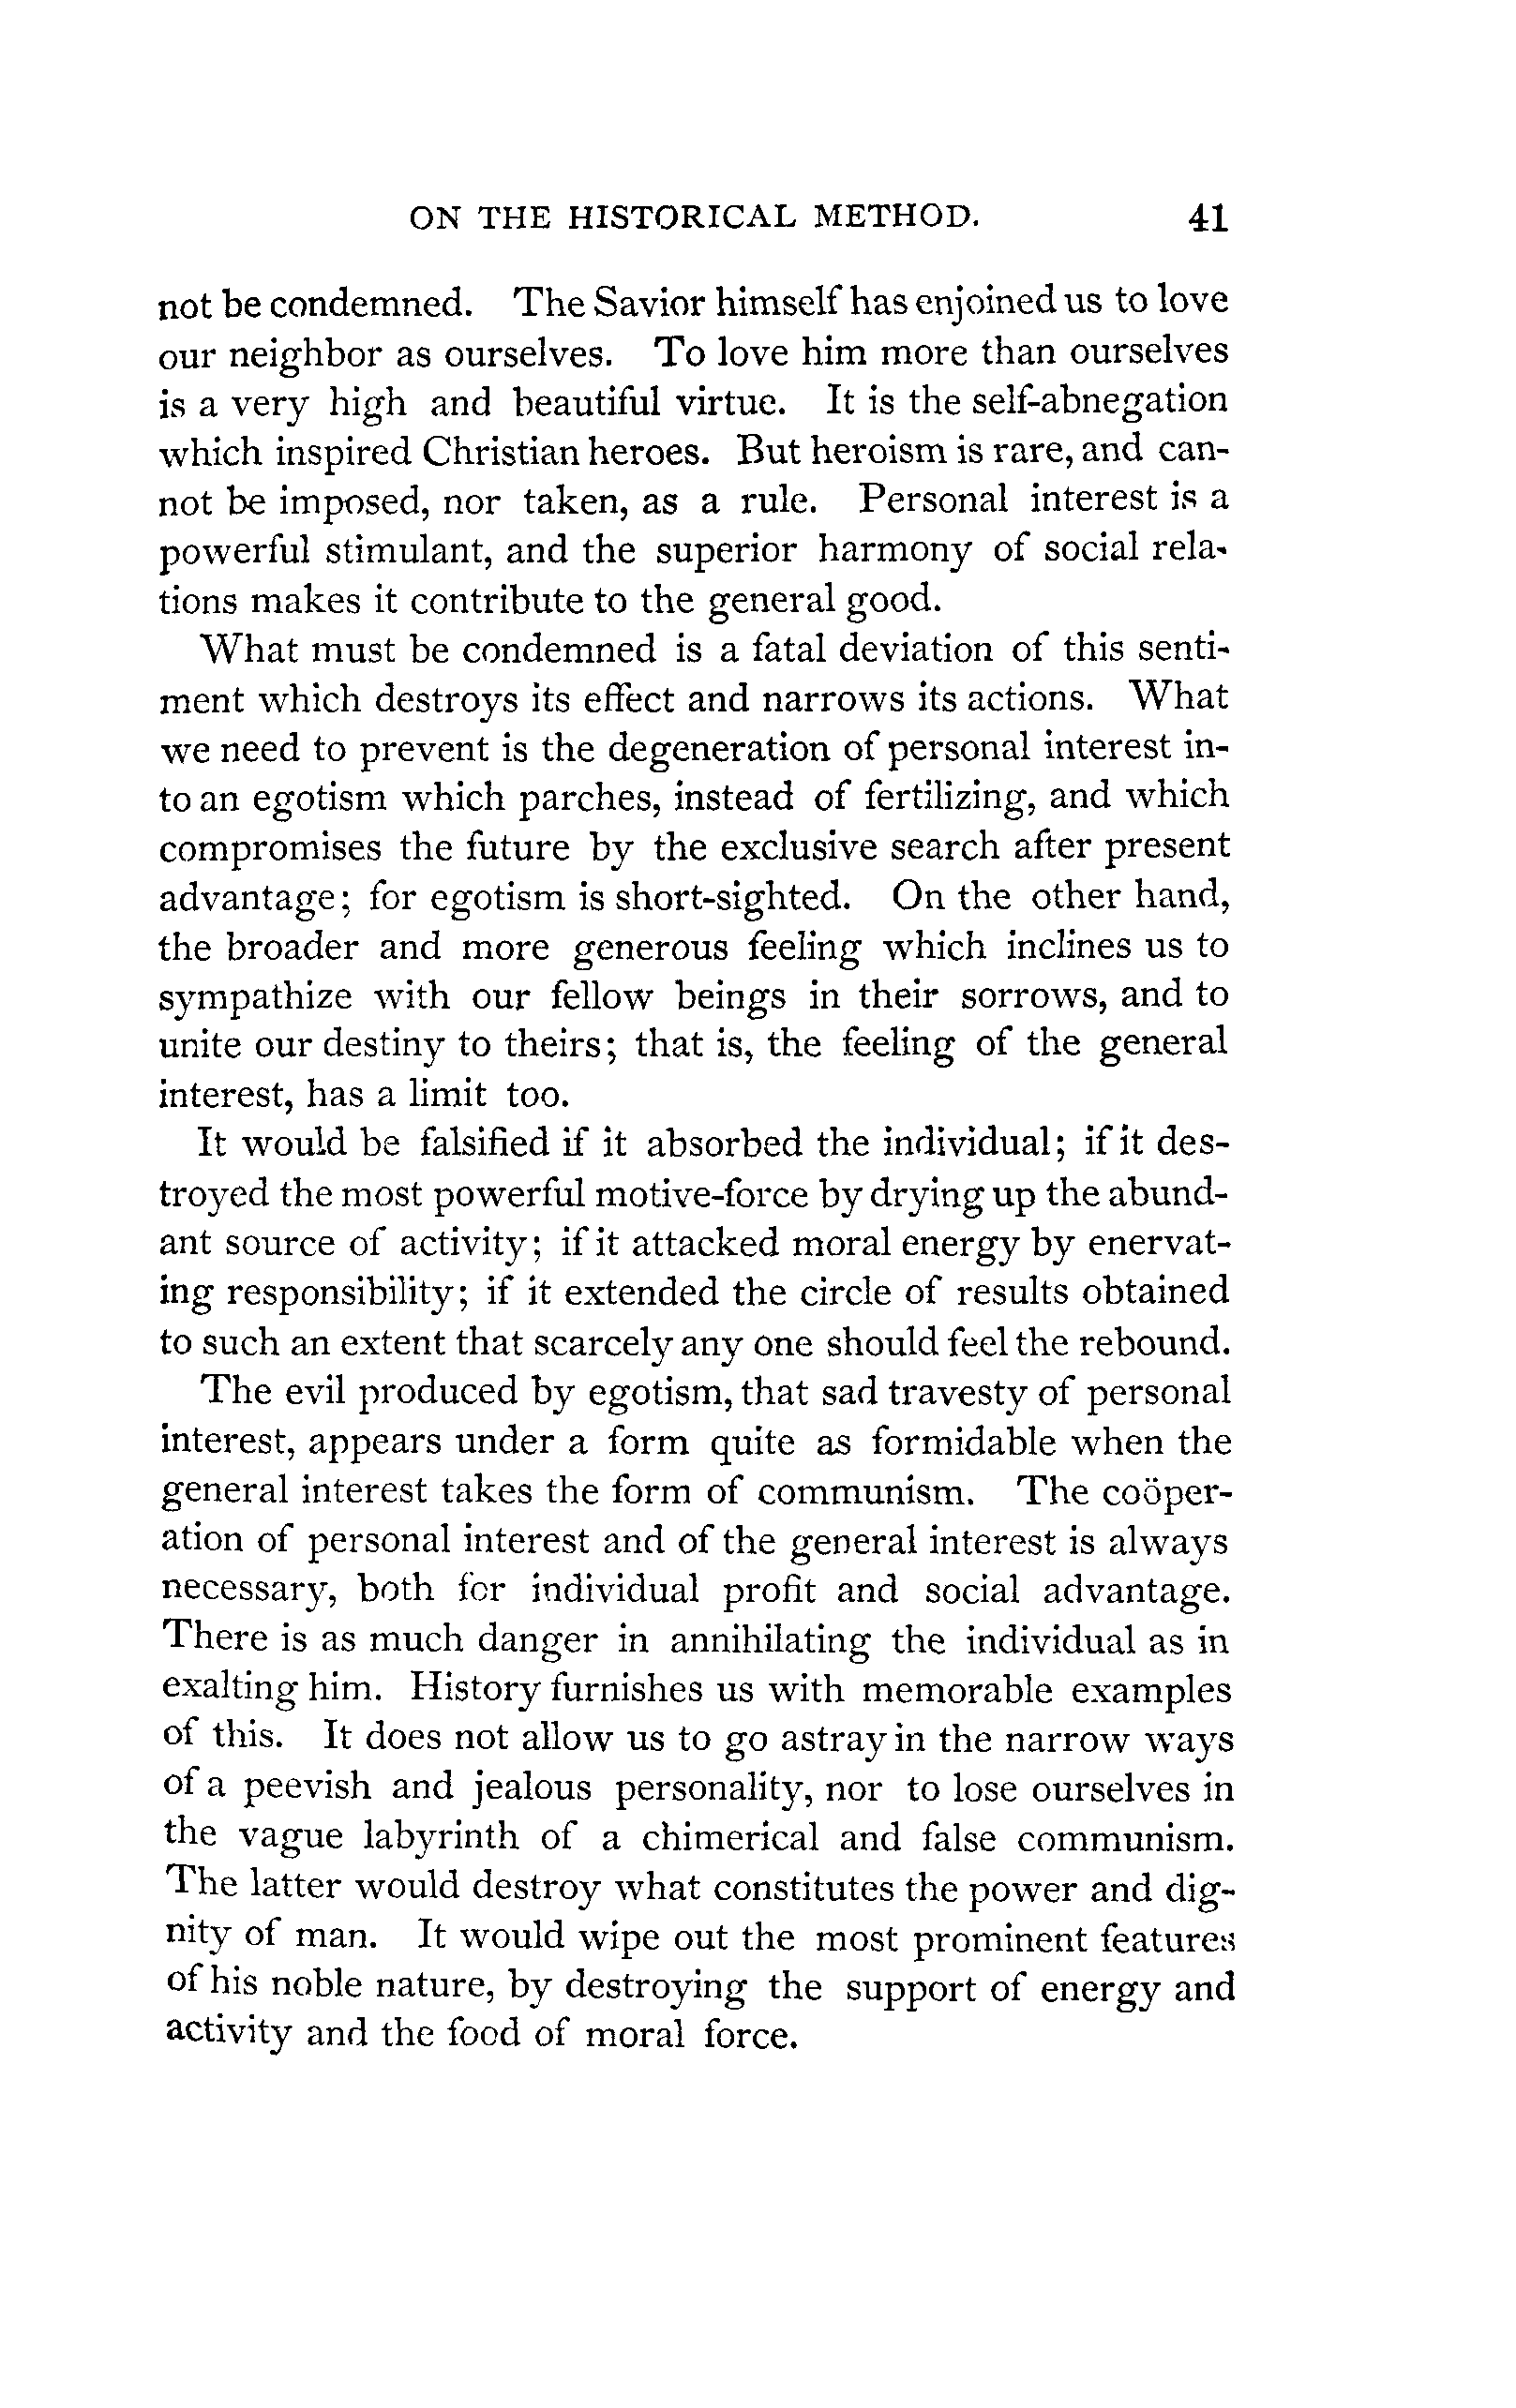 ON THE HISTORICAL METHOD. 41
not be condemned. The Savior himself has enjoined us to love
our neighbor as ourselves. To love him more than ourselves
is a very high and beautiful virtue. It is the self-abnegation
which inspired Christian heroes. But heroism is rare, and can-
not be imposed, nor taken, as a rule. Personal interest is a
powerful stimulant, and the superior harmony of social rela-
tions makes it contribute to the general good.
What must be condemned is a fatal deviation of this senti-
ment which destroys its effect and narrows its actions. What
we need to prevent is the degeneration of personal interest in-
to an egotism which parches, instead of fertilizing, and which
compromises the future by the exclusive search after present
advantage; for egotism is short-sighted. On the other hand,
the broader and more generous feeling which inclines us to
sympathize with our fellow beings in their sorrows, and to
unite our destiny to theirs; that is, the feeling of the general
interest, has a limit too.
It would be falsified if it absorbed the individual; if it des-
troyed the most powerful motive-force by drying up the abund-
ant source of activity; if it attacked moral energy by enervat-
ing responsibility; if it extended the circle of results obtained
to such an extent that scarcely any one should feel the rebound.
The evil produced by egotism, that sad travesty of personal
interest, appears under a form quite as formidable when the
general interest takes the form of communism. The coöper-
ation of personal interest and of the general interest is always
necessary, both for individual profit and social advantage.
There is as much danger in annihilating the individual as in
exalting him. History furnishes us with memorable examples
of this. It does not allow us to go astray in the narrow ways
of a peevish and jealous personality, nor to lose ourselves in
the vague labyrinth of a chimerical and false communism.
The latter would destroy what constitutes the power and dig-
nity of man. It would wipe out the most prominent features
of his noble nature, by destroying the support of energy and
activity and the food of moral force.